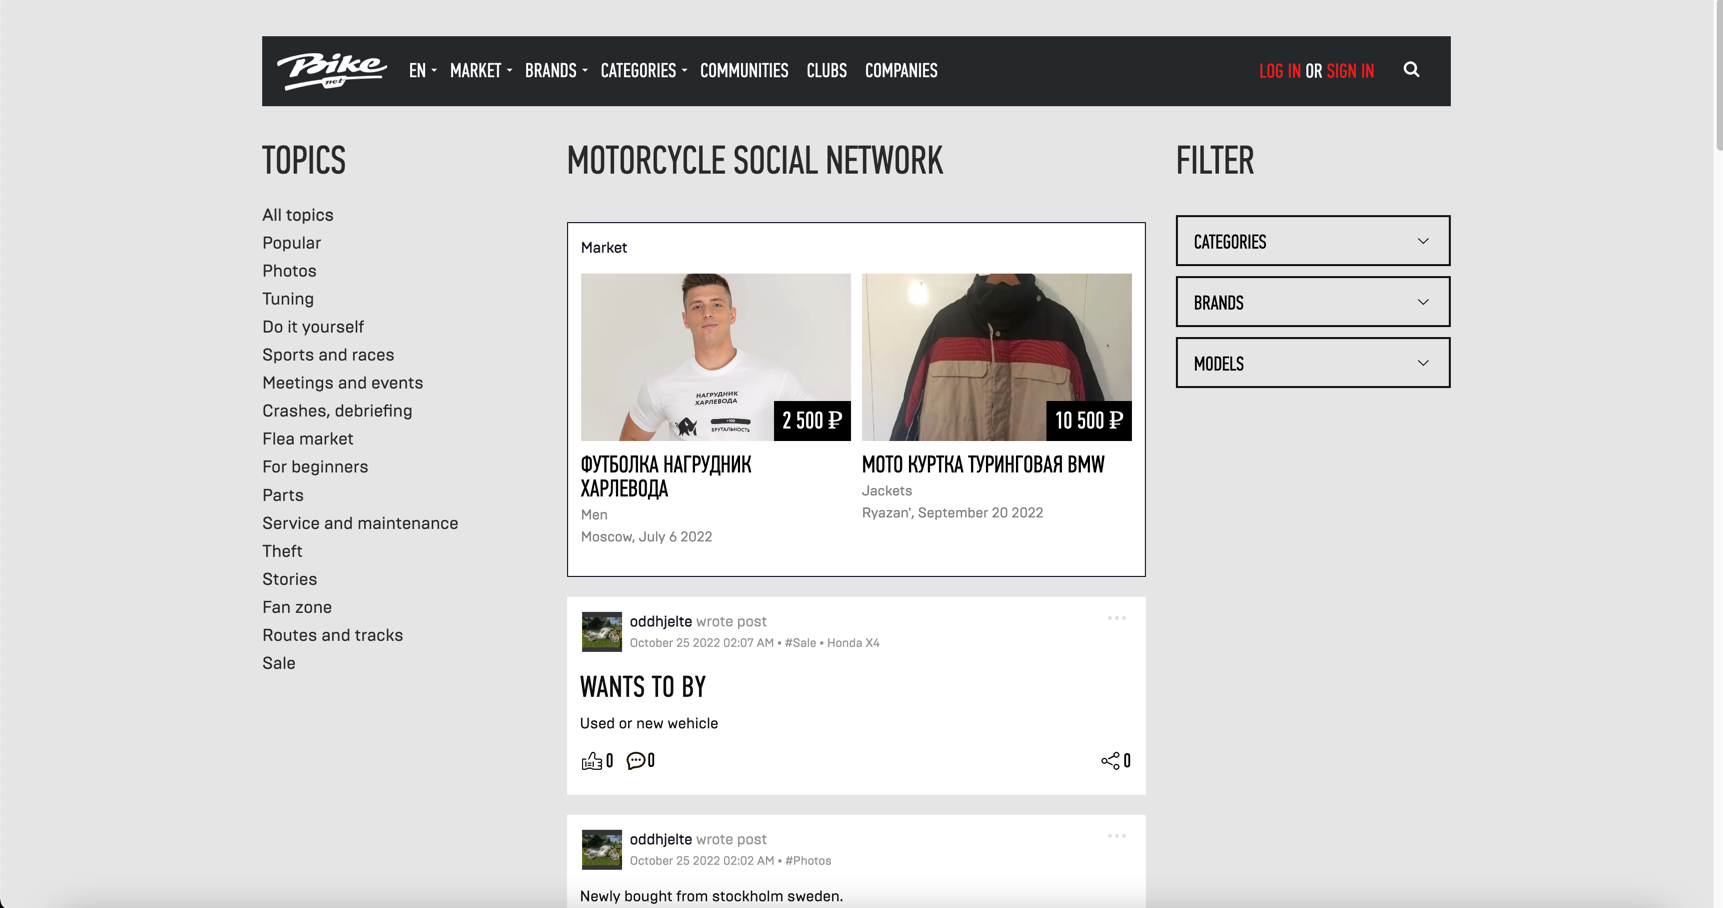 Bike
net
EN MARKET BRANDS CATEGORIES COMMUNITIES CLUBS COMPANIES
LOG IN OR SIGN IN
TOPICS
All topics
Popular
Photos
Tuning
Do it yourself
Sports and races
Meetings and events
Crashes, debriefing
Flea market
For beginners
Parts
Service and maintenance
Theft
Stories
Fan zone
Routes and tracks
Sale
MOTORCYCLE SOCIAL NETWORK
Market
НАГРУДНИК
ХАРЛЕВОДА
+100
БРУТАЛЬНОСТЬ
2 500 ₽
ФУТБОЛКА НАГРУДНИК
ХАРЛЕВОДА
Men
Moscow, July 6 2022
10 500 ₽
МОТО КУРТКА ТУРИНГОВАЯ BMW
Jackets
Ryazan', September 20 2022
oddhjelte wrote post
October 25 2022 02:07 AM • #Sale • Honda X4
WANTS TO BY
Used or new wehicle
0 0 0
oddhjelte wrote post
October 25 2022 02:02 AM • #Photos
Newly bought from stockholm sweden.
FILTER
CATEGORIES
BRANDS
MODELS